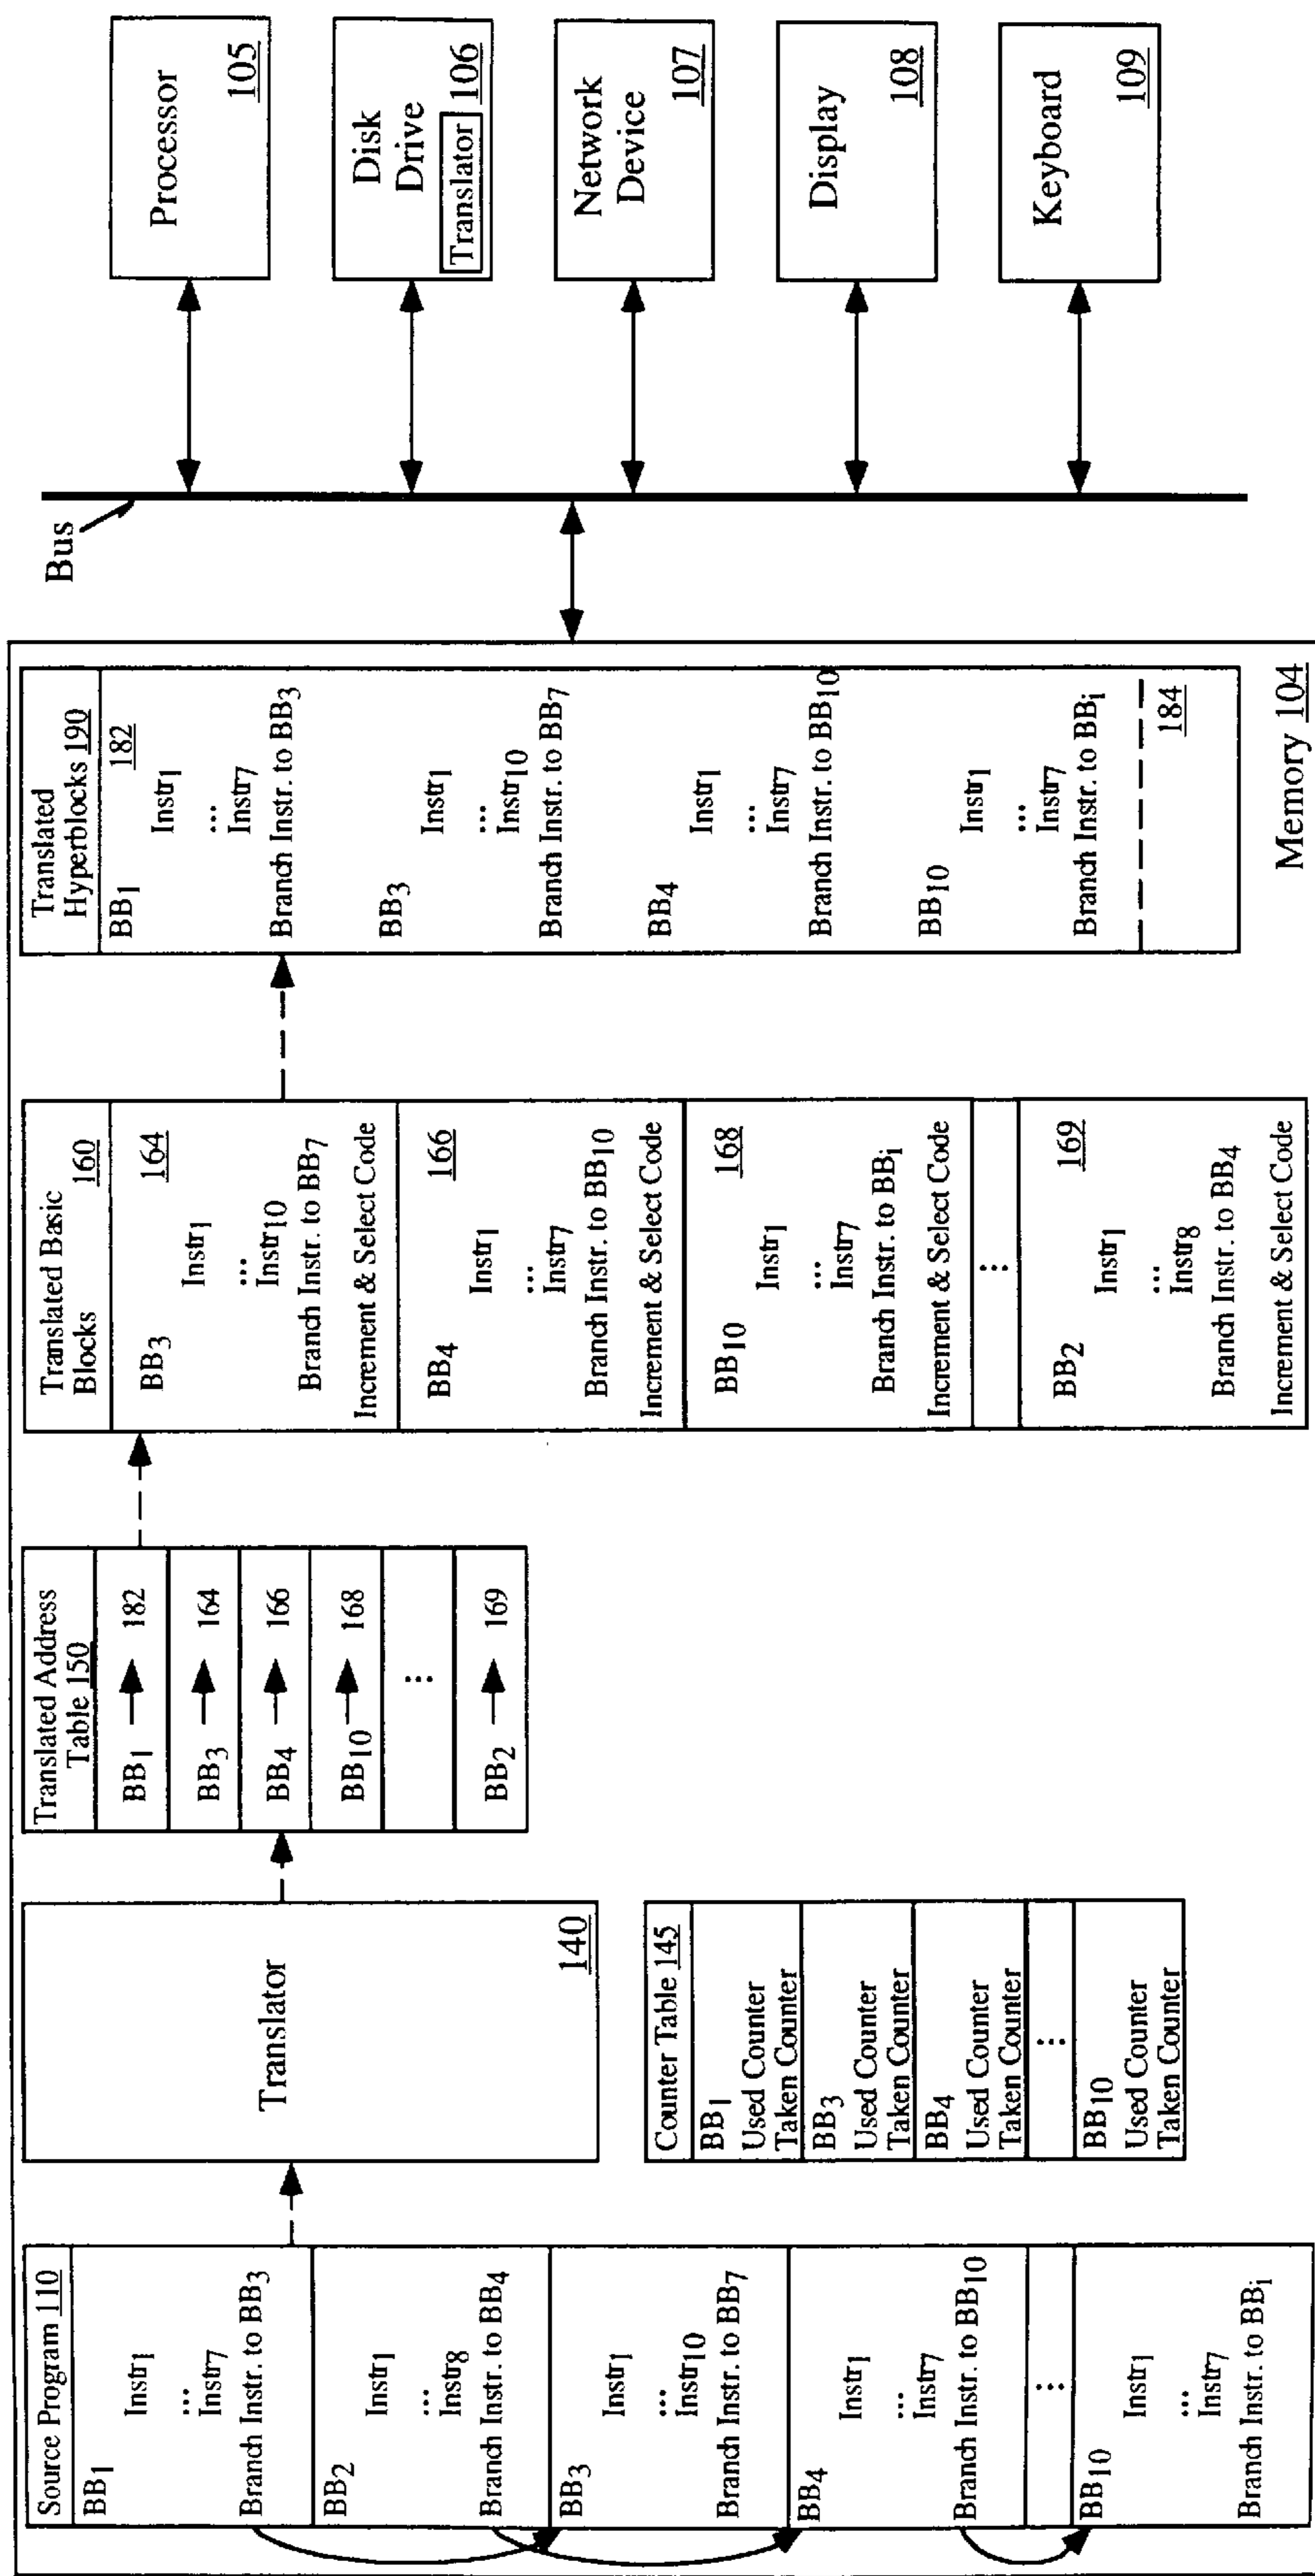 Source Program 110
BB1
Instr1
...
Instr7
Branch Instr. to BB3
BB2
Instr1
...
Instr8
Branch Instr. to BB4
BB3
Instr1
...
Instr10
Branch Instr. to BB7
BB4
Instr1
...
Instr7
Branch Instr. to BB10
...
BB10
Instr1
...
Instr7
Branch Instr. to BBi
Translator
140
Counter Table 145
BB1
Used Counter
Taken Counter
BB3
Used Counter
Taken Counter
BB4
Used Counter
Taken Counter
...
BB10
Used Counter
Taken Counter
Translated Address
Table 150
BB1 182
BB3 164
BB4 166
BB10 168
...
BB2 169
Translated Basic
Blocks 160
BB3 164
Instr1
...
Instr10
Branch Instr. to BB7
Increment & Select Code
BB4 166
Instr1
...
Instr7
Branch Instr. to BB10
Increment & Select Code
BB10 168
Instr1
...
Instr7
Branch Instr. to BBi
Increment & Select Code
...
BB2 169
Instr1
...
Instr8
Branch Instr. to BB4
Increment & Select Code
Translated
Hyperblocks 190
BB1 182
Instr1
...
Instr7
Branch Instr. to BB3
BB3
Instr1
...
Instr10
Branch Instr. to BB7
BB4
Instr1
...
Instr7
Branch Instr. to BB10
BB10
Instr1
...
Instr7
Branch Instr. to BBi
184
Memory 104
Bus
Processor
105
Disk
Drive
106
Translator
Network
Device
107
Display
108
Keyboard
109